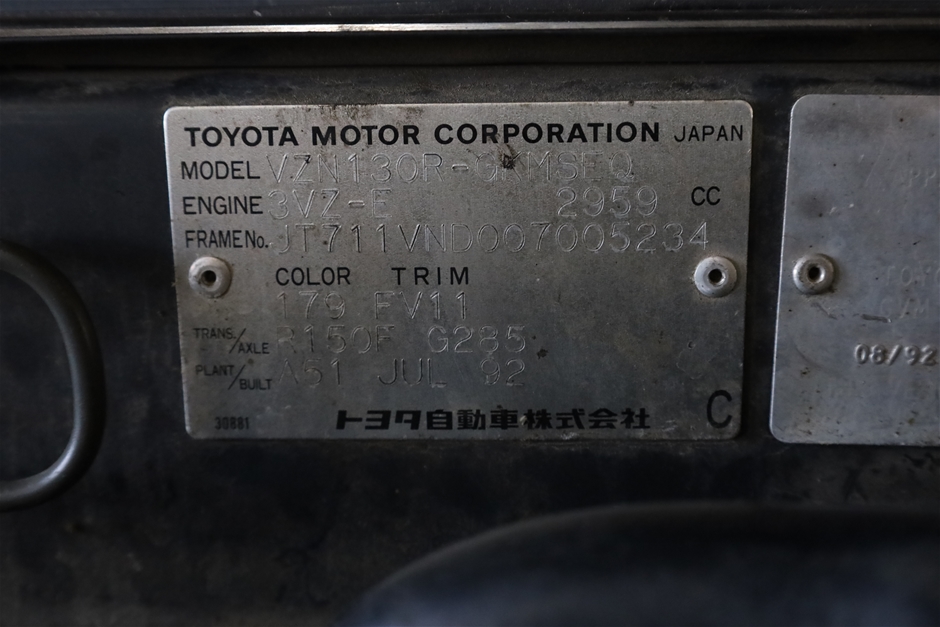 TOYOTA MOTOR CORPORATION JAPAN
MODEL VZN130R-GKMSEQ
ENGINE 3VZ-E 2959 CC
FRAME No. JT711VND007005234
COLOR TRIM
179 FV11
TRANS./AXLE R150F G285
PLANT/BUILT A51 JUL 92
30881 トヨタ自動車株式会社 C
08/92